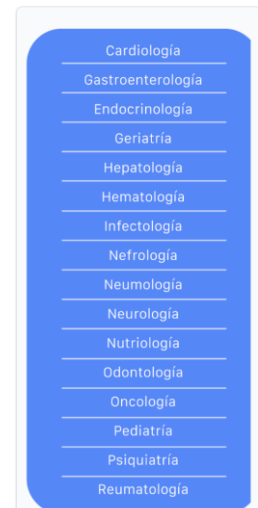 Cardiología
Gastroenterología
Endocrinología
Geriatría
Hepatología
Hematología
Infectología
Nefrología
Neumología
Neurología
Nutriología
Odontología
Oncología
Pediatría
Psiquiatría
Reumatología